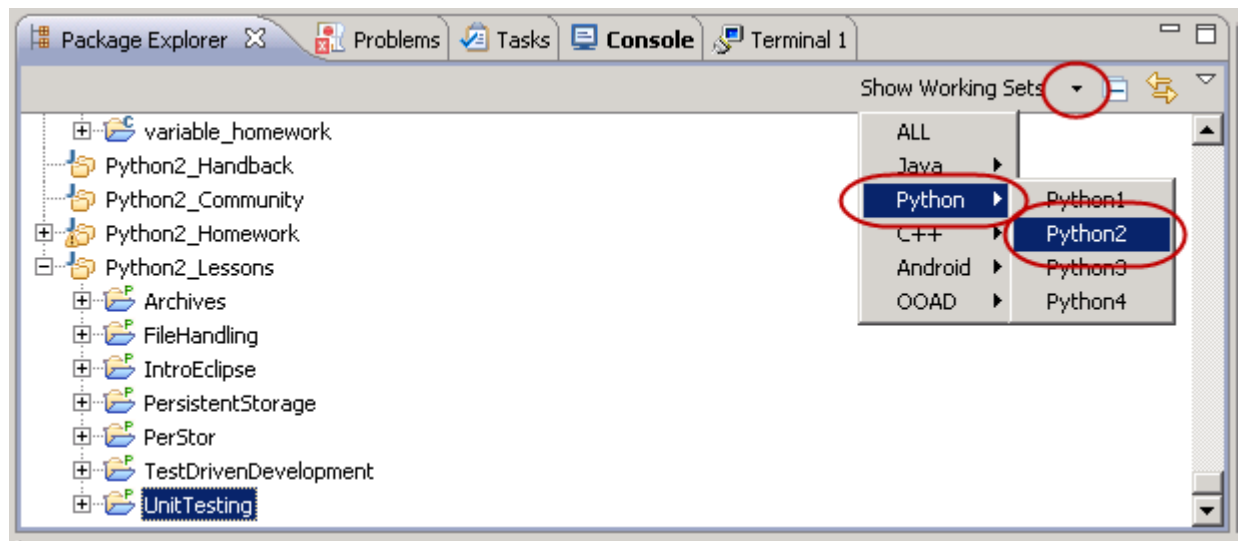 Package Explorer Problems Tasks Console Terminal 1
Show Working Sets
variable_homework
Python2_Handback
Python2_Community
Python2_Homework
Python2_Lessons
Archives
FileHandling
IntroEclipse
PersistentStorage
PerStor
TestDrivenDevelopment
UnitTesting
ALL
Java
Python
C++
Android
OOAD
Python1
Python2
Python3
Python4